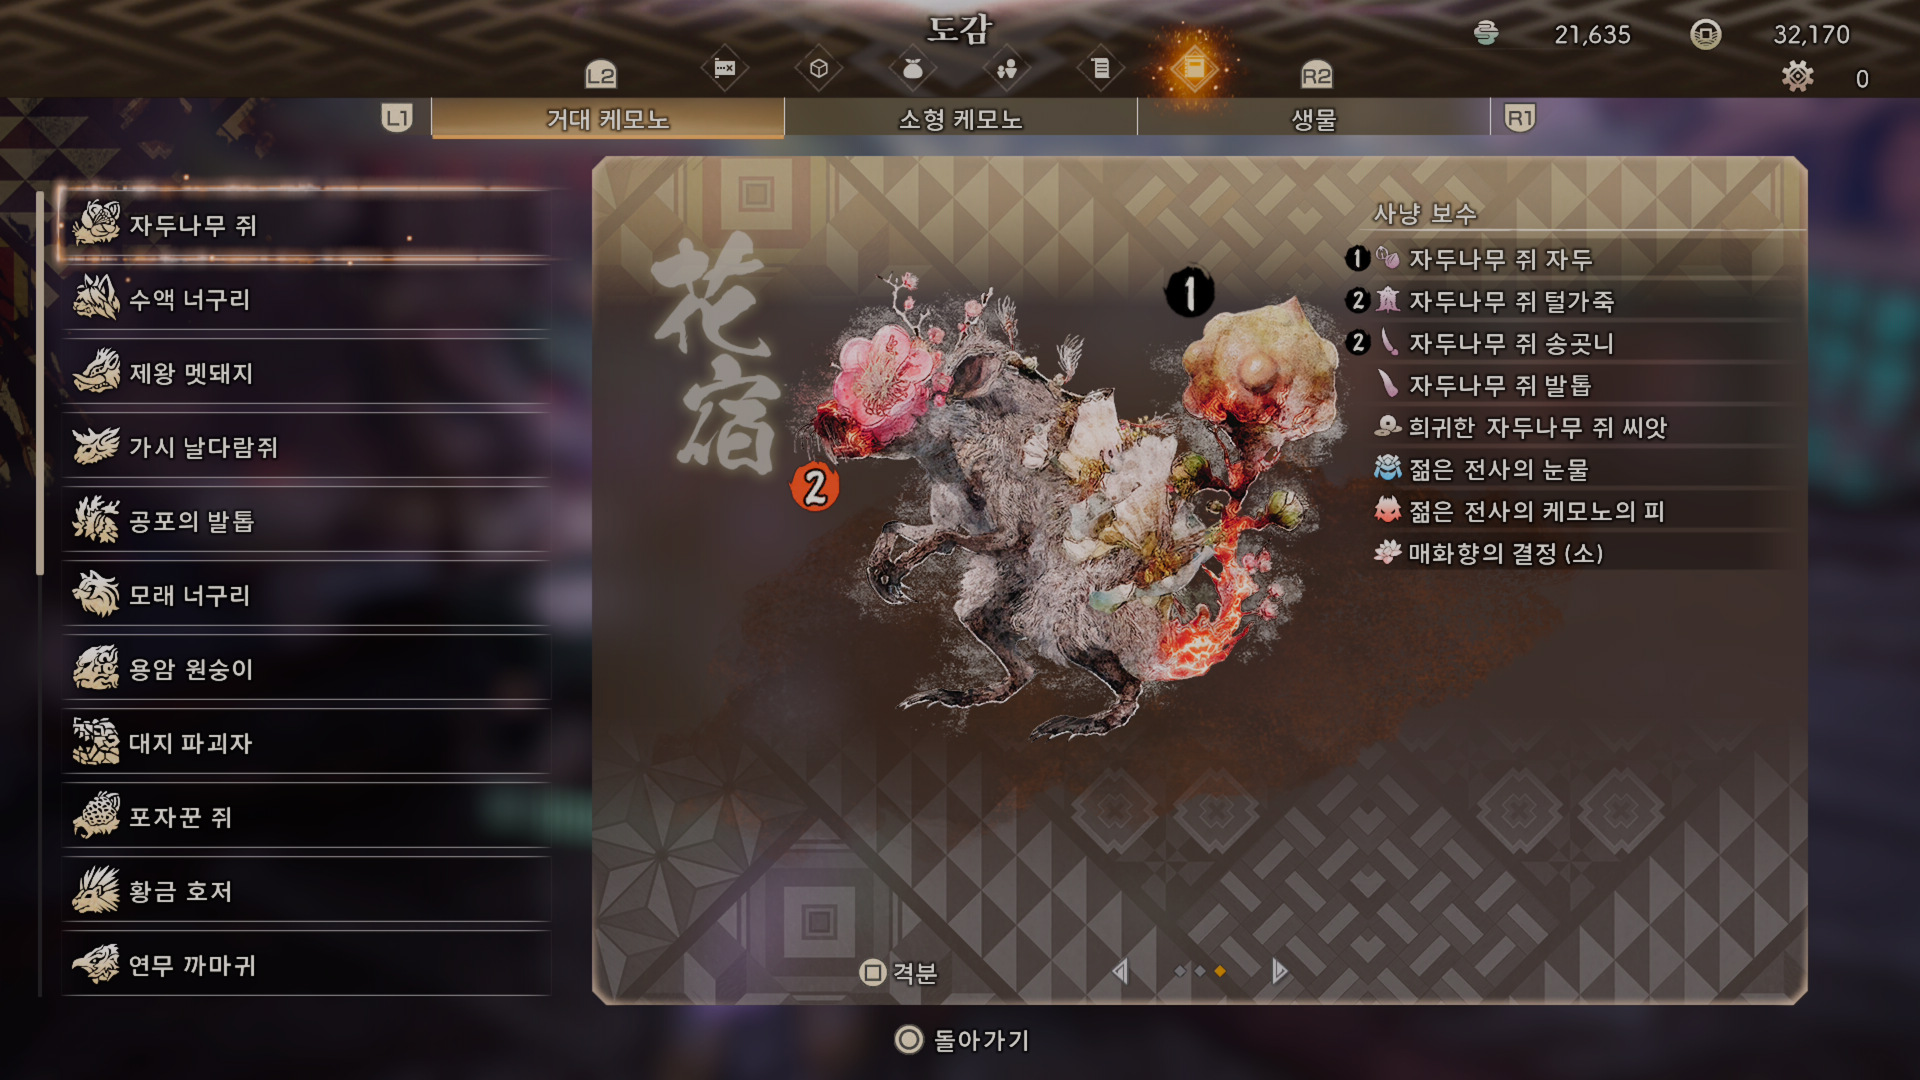 도감
21,635
32,170
0
L2
R2
L1
거대 케모노
소형 케모노
생물
R1
자두나무 쥐
수액 너구리
제왕 멧돼지
가시 날다람쥐
공포의 발톱
모래 너구리
용암 원숭이
대지 파괴자
포자꾼 쥐
황금 호저
연무 까마귀
花宿
1
2
사냥 보수
1 자두나무 쥐 자두
2 자두나무 쥐 털가죽
2 자두나무 쥐 송곳니
자두나무 쥐 발톱
희귀한 자두나무 쥐 씨앗
젊은 전사의 눈물
젊은 전사의 케모노의 피
매화향의 결정 (소)
격분
돌아가기